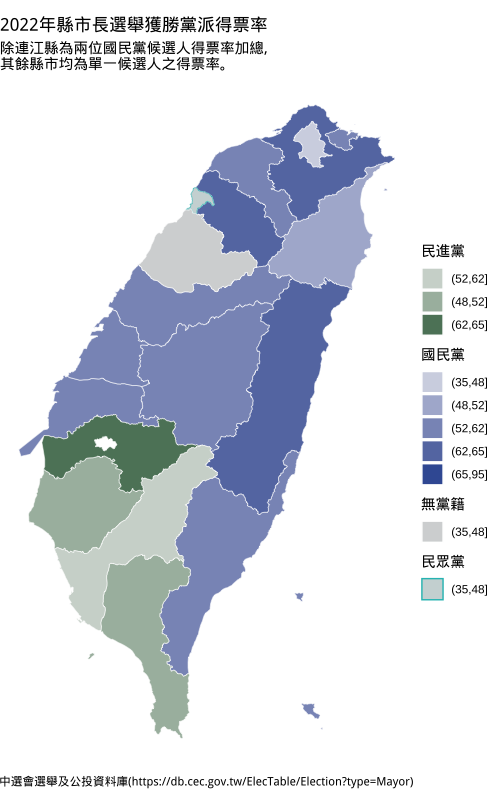 2022年縣市長選舉獲勝黨派得票率
除連江縣為兩位國民黨候選人得票率加總,
其餘縣市均為單一候選人之得票率。
民進黨
(52,62]
(48,52]
(62,65]
國民黨
(35,48]
(48,52]
(52,62]
(62,65]
(65,95]
無黨籍
(35,48]
民眾黨
(35,48]
中選會選舉及公投資料庫(https://db.cec.gov.tw/ElecTable/Election?type=Mayor)